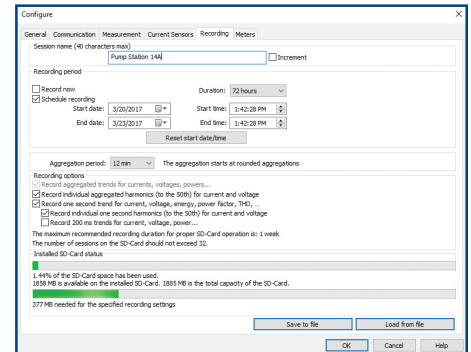 Configure
General Communication Measurement Current Sensors Recording Meters
Session name (40 characters max)
Pump Station 14A Increment
Recording period
Record now Duration: 72 hours
Schedule recording
Start date: 3/20/2017 Start time: 1:42:28 PM
End date: 3/23/2017 End time: 1:42:28 PM
Reset start date/time
Aggregation period: 12 min The aggregation starts at rounded aggregations
Recording options
Record aggregated trends for currents, voltages, powers...
Record individual aggregated harmonics (to the 50th) for current and voltage
Record one second trend for current, voltage, energy, power factor, THD, ...
Record individual one second harmonics (to the 50th) for current and voltage
Record 200 ms trends for current, voltage, power...
The maximum recommended recording duration for proper SD-Card operation is: 1 week
The number of sessions on the SD-Card should not exceed 32.
Installed SD-Card status
1.44% of the SD-Card space has been used.
1858 MB is available on the installed SD-Card. 1885 MB is the total capacity of the SD-Card.
377 MB needed for the specified recording settings
Save to file Load from file
OK Cancel Help